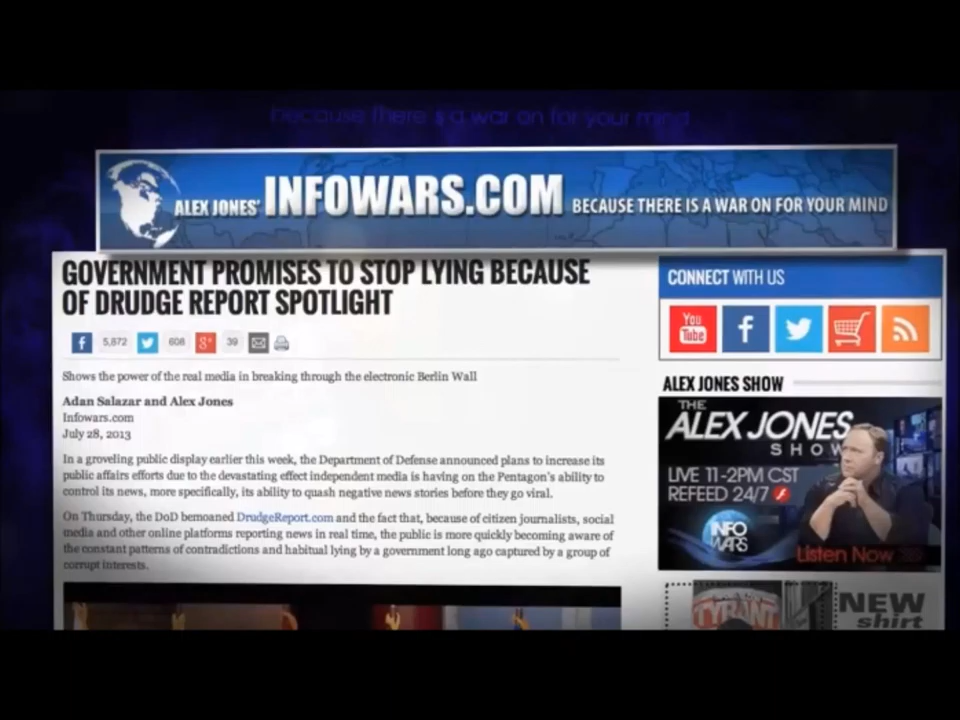 because there is a war on for your mind
ALEX JONES' INFOWARS.COM BECAUSE THERE IS A WAR ON FOR YOUR MIND
GOVERNMENT PROMISES TO STOP LYING BECAUSE
OF DRUDGE REPORT SPOTLIGHT
f 5,872 608 g+ 39
Shows the power of the real media in breaking through the electronic Berlin Wall
Adan Salazar and Alex Jones
Infowars.com
July 28, 2013
In a groveling public display earlier this week, the Department of Defense announced plans to increase its
public affairs efforts due to the devastating effect independent media is having on the Pentagon's ability to
control its news, more specifically, its ability to quash negative news stories before they go viral.
On Thursday, the DoD bemoaned DrudgeReport.com and the fact that, because of citizen journalists, social
media and other online platforms reporting news in real time, the public is more quickly becoming aware of
the constant patterns of contradictions and habitual lying by a government long ago captured by a group of
corrupt interests.
CONNECT WITH US
You
Tube f
ALEX JONES SHOW
THE
ALEX JONES
SHOW
LIVE 11-2PM CST
REFEED 24/7
INFO
WARS
Listen Now
TYRANT
NEW
shirt